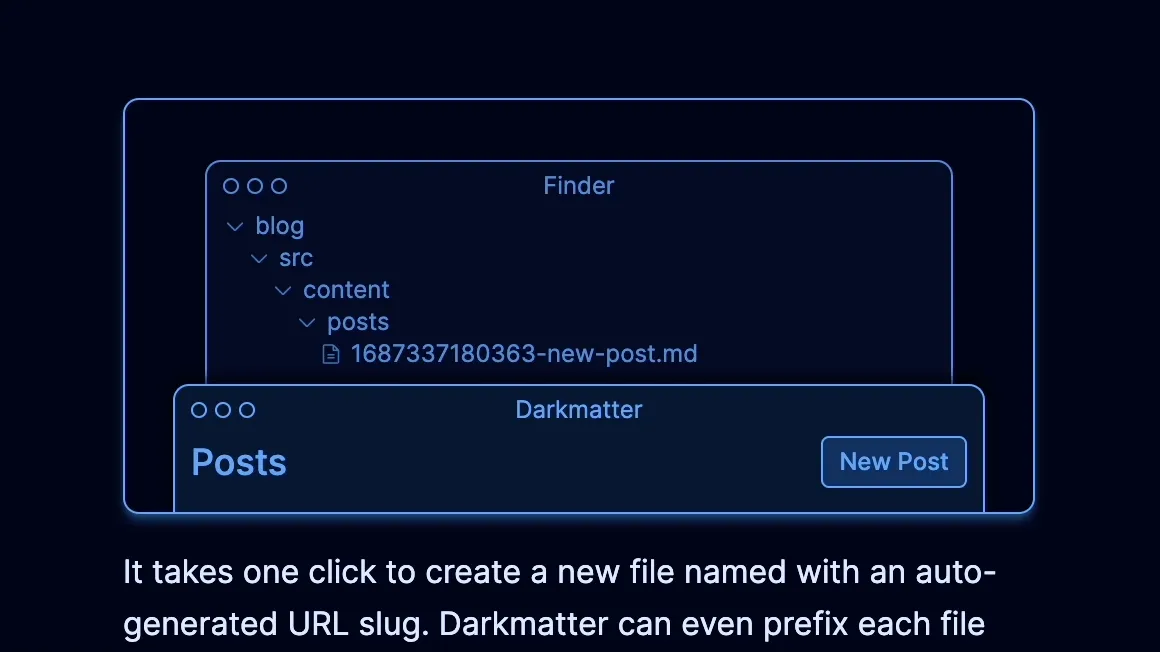 Finder
blog
src
content
posts
1687337180363-new-post.md
Darkmatter
Posts
New Post
It takes one click to create a new file named with an auto-
generated URL slug. Darkmatter can even prefix each file